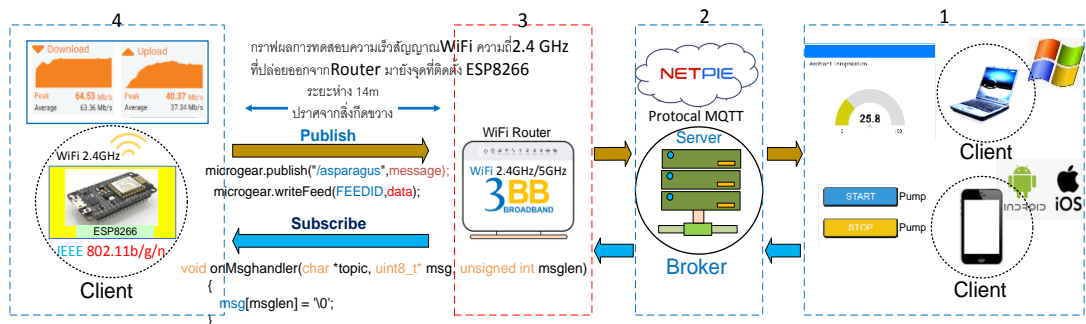 4
Download
Upload
Peak 64.53 Mb/s
Average 63.36 Mb/s
Peak 40.37 Mb/s
Average 37.34 Mb/s
WiFi 2.4GHz
ESP8266
IEEE 802.11b/g/n
Client
กราฟผลการทดสอบความเร็วสัญญาณWiFi ความถี่2.4 GHz
ที่ปล่อยออกจากRouter มายังจุดที่ติดตั้ง ESP8266
ระยะห่าง 14m
ปราศจากสิ่งกีดขวาง
Publish
microgear.publish("/asparagus",message);
microgear.writeFeed(FEEDID,data);
Subscribe
void onMsghandler(char *topic, uint8_t* msg, unsigned int msglen)
{
msg[msglen] = '\0';
}
3
WiFi Router
WiFi 2.4GHz/5GHz
3BB
BROADBAND
2
NETPIE
Protocal MQTT
Server
Broker
1
25.8
Client
START Pump
STOP Pump
ANDROID
iOS
Client